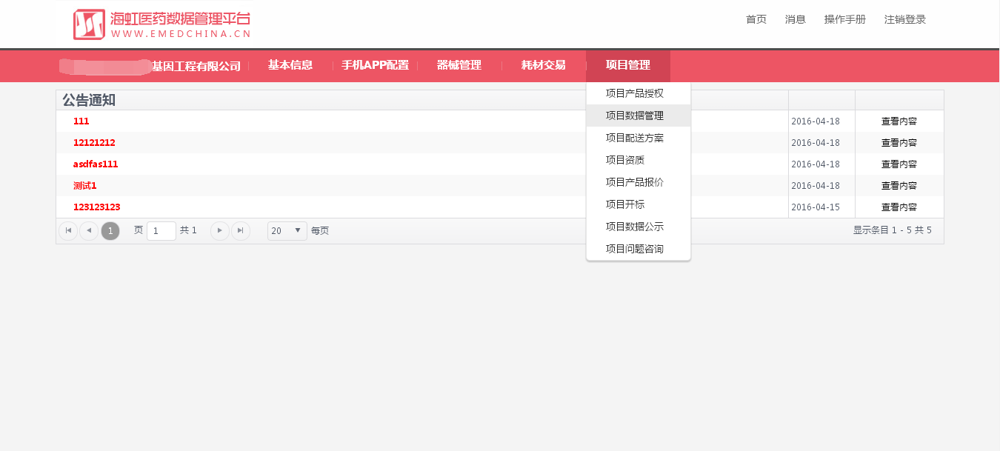 海虹医药数据管理平台
WWW.EMEDCHINA.CN
首页 消息 操作手册 注销登录
基因工程有限公司 基本信息 手机APP配置 器械管理 耗材交易 项目管理
项目产品授权
项目数据管理
项目配送方案
项目资质
项目产品报价
项目开标
项目数据公示
项目问题咨询
公告通知
111 2016-04-18 查看内容
12121212 2016-04-18 查看内容
asdfas111 2016-04-18 查看内容
测试1 2016-04-18 查看内容
123123123 2016-04-15 查看内容
1 页 1 共 1 20 每页 显示条目 1 - 5 共 5